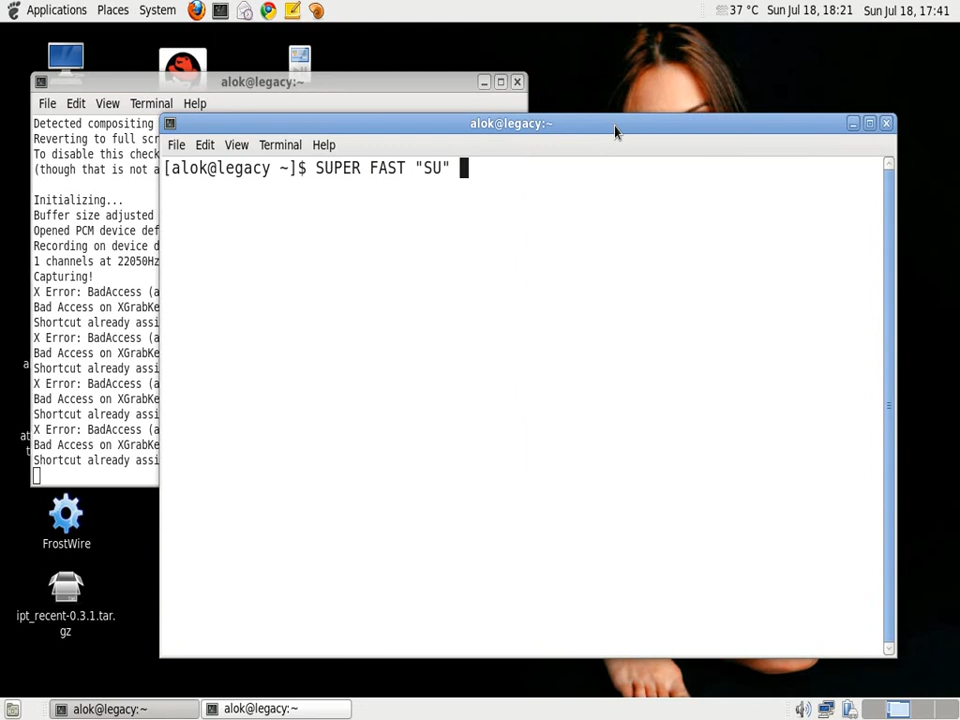 Applications Places System 37 °C Sun Jul 18, 18:21 Sun Jul 18, 17:41
alok@legacy:~
File Edit View Terminal Help
Detected compositing
Reverting to full scr
To disable this check
(though that is not a
Initializing...
Buffer size adjusted
Opened PCM device def
Recording on device d
1 channels at 22050Hz
Capturing!
X Error: BadAccess (a
Bad Access on XGrabKe
Shortcut already assi
X Error: BadAccess (a
Bad Access on XGrabKe
Shortcut already assi
X Error: BadAccess (a
Bad Access on XGrabKe
Shortcut already assi
X Error: BadAccess (a
Bad Access on XGrabKe
Shortcut already assi
alok@legacy:~
File Edit View Terminal Help
[alok@legacy ~]$ SUPER FAST "SU"
FrostWire
ipt_recent-0.3.1.tar.
gz
alok@legacy:~ alok@legacy:~